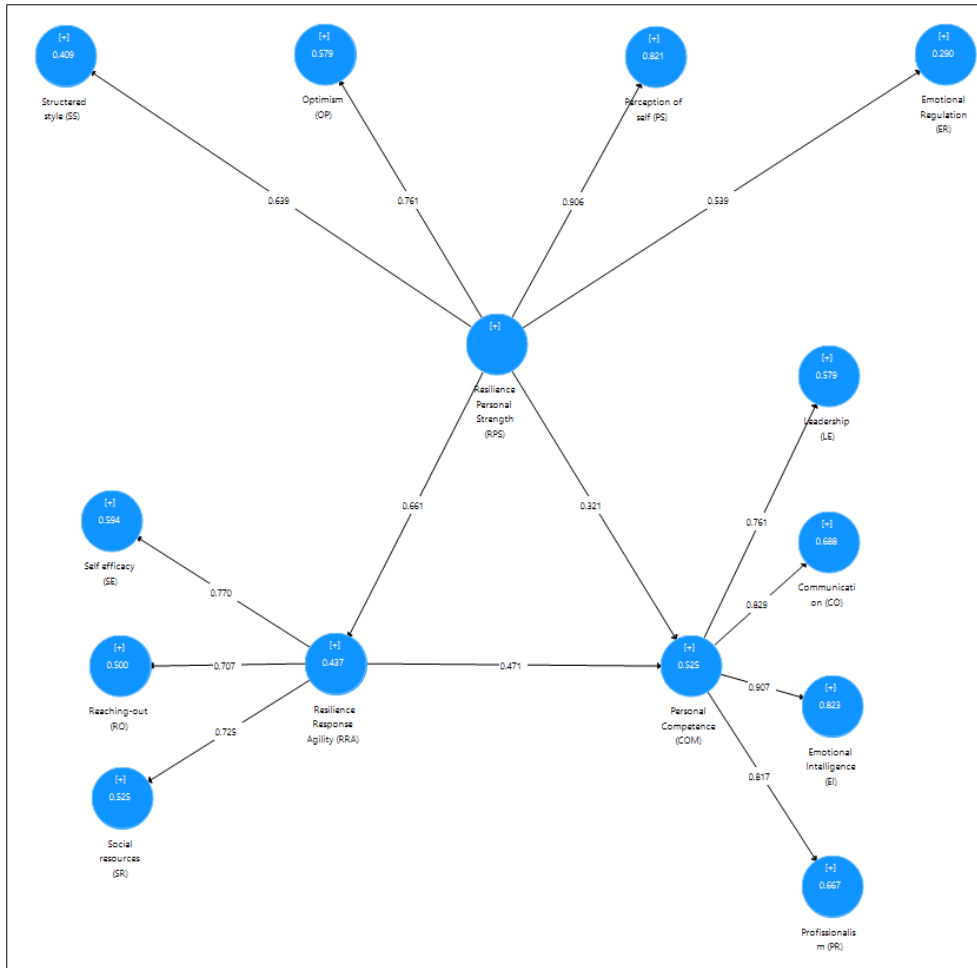 [+]
0.409
Structered
style (SS)
[+]
0.579
Optimism
(OP)
[+]
0.821
Perception of
self (PS)
[+]
0.290
Emotional
Regulation
(ER)
0.639
0.761
0.906
0.539
[+]
Resilience
Personal
Strength
(RPS)
[+]
0.579
Leadership
(LE)
0.661
0.321
0.761
[+]
0.594
Self efficacy
(SE)
[+]
0.688
Communicati
on (CO)
0.770
0.829
[+]
0.500
Reaching-out
(RO)
0.707
[+]
0.437
Resilience
Response
Agility (RRA)
0.471
[+]
0.525
Personal
Competence
(COM)
0.907
[+]
0.823
Emotional
Intelligence
(EI)
0.725
0.817
[+]
0.525
Social
resources
(SR)
[+]
0.667
Profissionalis
m (PR)